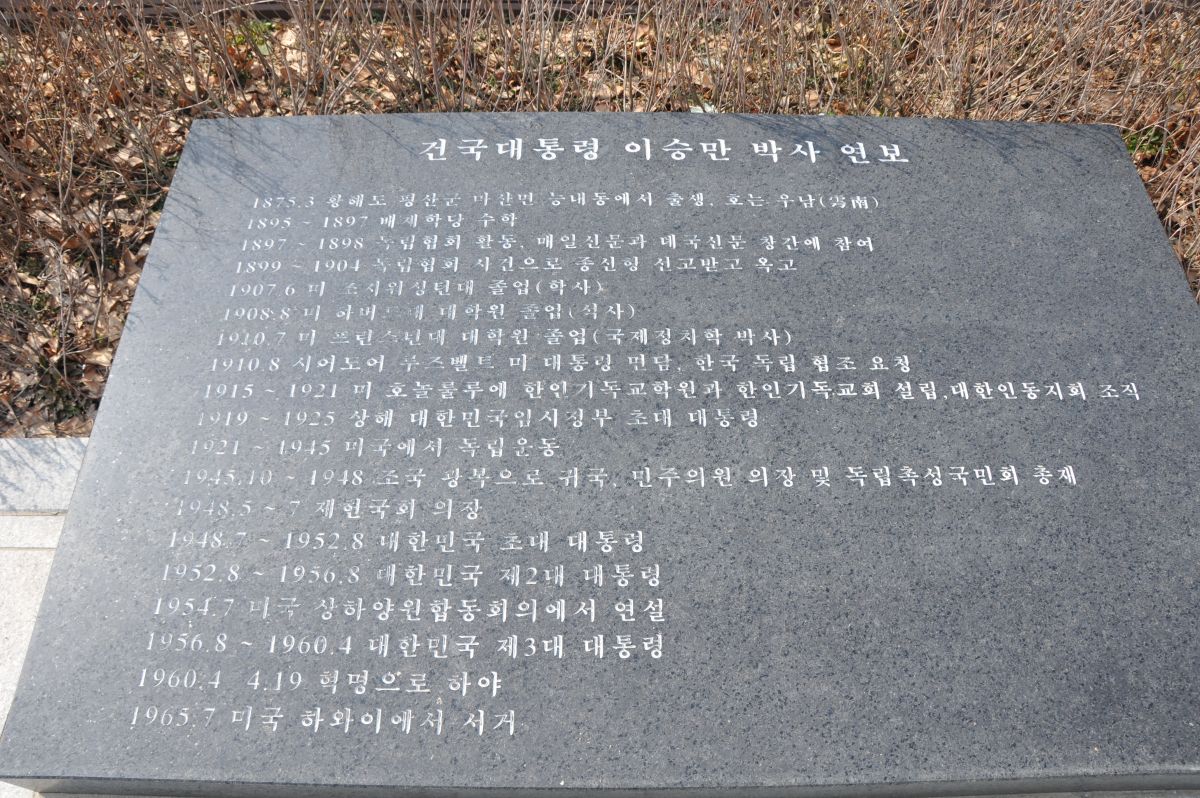 건국대통령 이승만 박사 연보
1875.3 황해도 평산군 마산면 능내동에서 출생, 호는 우남(雩南)
1895 ~ 1897 배재학당 수학
1897 ~ 1898 독립협회 활동, 매일신문과 데국신문 창간에 참여
1899 ~ 1904 독립협회 사건으로 종신형 선고받고 옥고
1907.6 미 죠지워싱턴대 졸업(학사)
1908.8 미 하버드대 대학원 졸업(석사)
1910.7 미 프린스턴대 대학원 졸업(국제정치학 박사)
1910.8 시어도어 루즈벨트 미 대통령 면담, 한국 독립 협조 요청
1915 ~ 1921 미 호놀룰루에 한인기독교학원과 한인기독교회 설립,대한인동지회 조직
1919 ~ 1925 상해 대한민국임시정부 초대 대통령
1921 ~ 1945 미국에서 독립운동
1945.10 ~ 1948 조국 광복으로 귀국, 민주의원 의장 및 독립촉성국민회 총재
1948.5 ~ 7 제헌국회 의장
1948.7 ~ 1952.8 대한민국 초대 대통령
1952.8 ~ 1956.8 대한민국 제2대 대통령
1954.7 미국 상하양원합동회의에서 연설
1956.8 ~ 1960.4 대한민국 제3대 대통령
1960.4 4.19 혁명으로 하야
1965.7 미국 하와이에서 서거